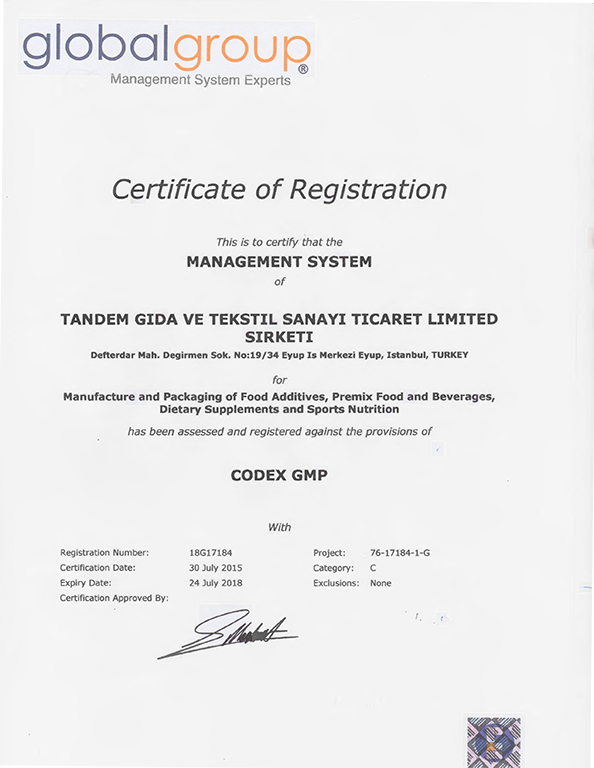 globalgroup®
Management System Experts
Certificate of Registration
This is to certify that the
MANAGEMENT SYSTEM
of
TANDEM GIDA VE TEKSTIL SANAYI TICARET LIMITED
SIRKETI
Defterdar Mah. Degirmen Sok. No:19/34 Eyup Is Merkezi Eyup, Istanbul, TURKEY
for
Manufacture and Packaging of Food Additives, Premix Food and Beverages,
Dietary Supplements and Sports Nutrition
has been assessed and registered against the provisions of
CODEX GMP
With
Registration Number: 18G17184 Project: 76-17184-1-G
Certification Date: 30 July 2015 Category: C
Expiry Date: 24 July 2018 Exclusions: None
Certification Approved By: